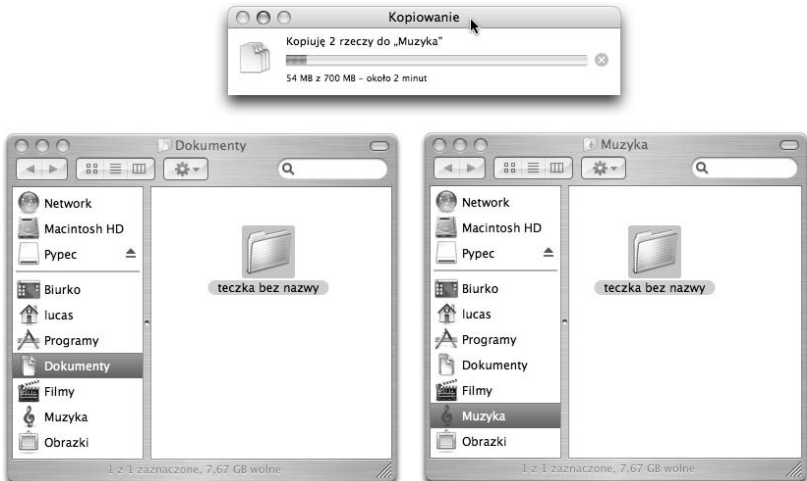 Kopiowanie
Kopiuję 2 rzeczy do „Muzyka”
54 MB z 700 MB – około 2 minut
Dokumenty
Network
Macintosh HD
Pypec
Biurko
lucas
Programy
Dokumenty
Filmy
Muzyka
Obrazki
teczka bez nazwy
1 z 1 zaznaczone, 7,67 GB wolne
Muzyka
Network
Macintosh HD
Pypec
Biurko
lucas
Programy
Dokumenty
Filmy
Muzyka
Obrazki
teczka bez nazwy
1 z 1 zaznaczone, 7,67 GB wolne